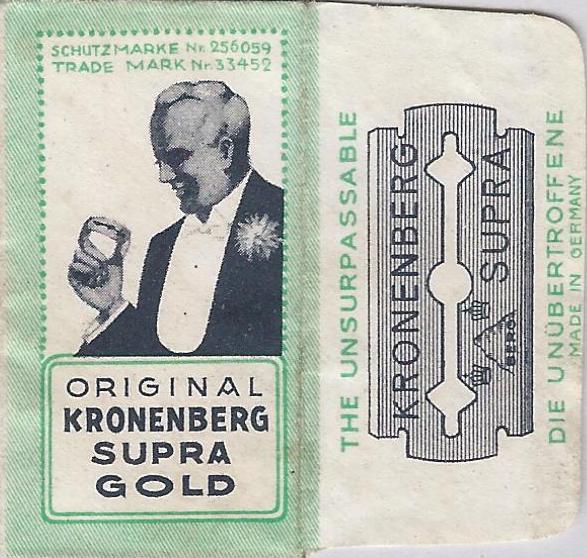 SCHUTZMARKE Nr. 256059
TRADE MARK Nr. 33452
ORIGINAL
KRONENBERG
SUPRA
GOLD
THE UNSURPASSABLE
KRONENBERG
SUPRA
BERG
DIE UNÜBERTROFFENE
MADE IN GERMANY